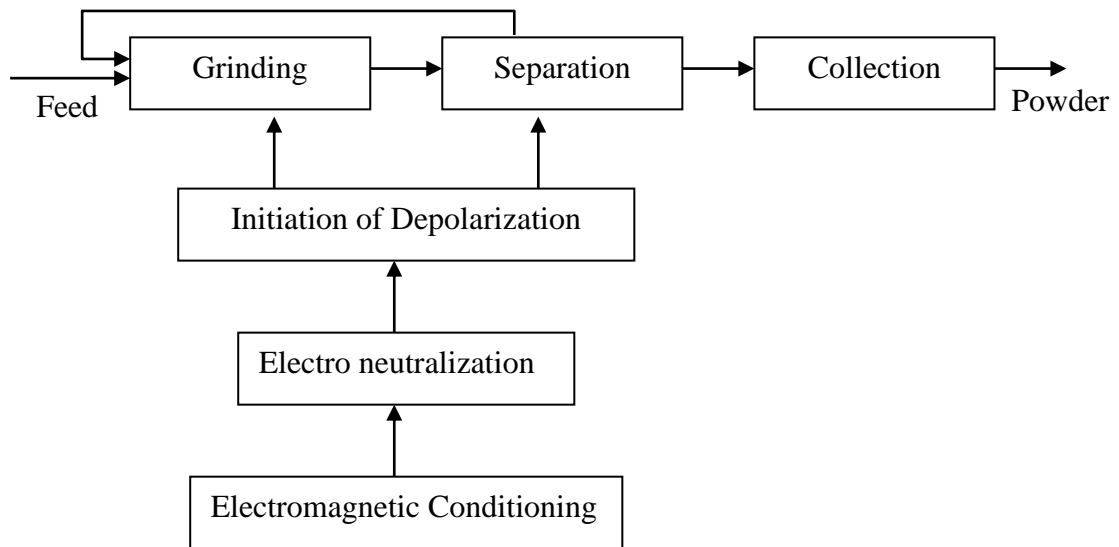 Grinding
Separation
Collection
Feed
Powder
Initiation of Depolarization
Electro neutralization
Electromagnetic Conditioning